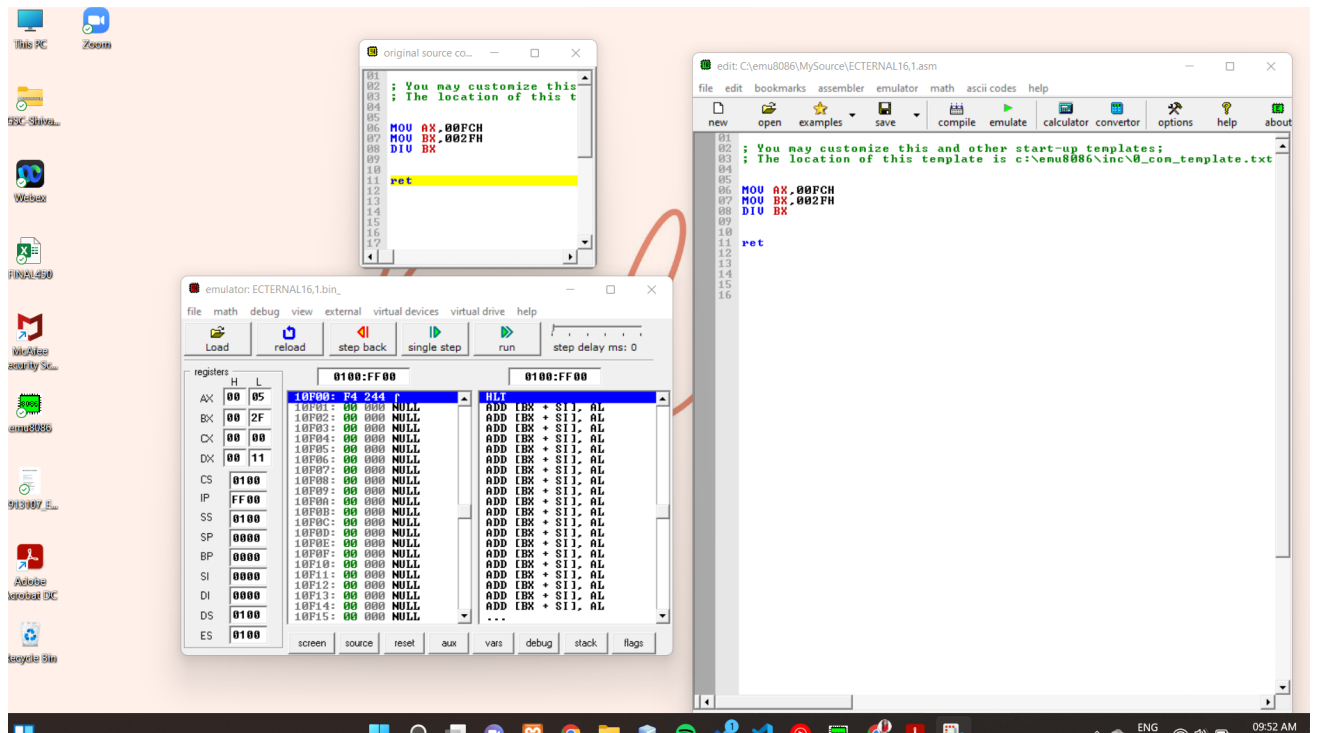 This PC
Zoom
Webex
FINAL450
McAfee
emu8086
Adobe
original source co...
01
02 ; You may customize this
03 ; The location of this t
04
05
06 MOV AX,00FCH
07 MOV BX,002FH
08 DIV BX
09
10
11 ret
12
13
14
15
16
17
edit: C:\emu8086\MySource\ECTERNAL16,1.asm
file edit bookmarks assembler emulator math ascii codes help
new open examples save compile emulate calculator convertor options help about
01
02 ; You may customize this and other start-up templates;
03 ; The location of this template is c:\emu8086\inc\0_com_template.txt
04
05
06 MOV AX,00FCH
07 MOV BX,002FH
08 DIV BX
09
10
11 ret
12
13
14
15
16
emulator: ECTERNAL16,1.bin_
file math debug view external virtual devices virtual drive help
Load reload step back single step run step delay ms: 0
registers
H L
AX 00 05
BX 00 2F
CX 00 00
DX 00 11
CS 0100
IP FF00
SS 0100
SP 0000
BP 0000
SI 0000
DI 0000
DS 0100
ES 0100
0100:FF00 0100:FF00
10F00: F4 244 ⌠ HLT
10F01: 00 000 NULL ADD [BX + SI], AL
10F02: 00 000 NULL ADD [BX + SI], AL
10F03: 00 000 NULL ADD [BX + SI], AL
10F04: 00 000 NULL ADD [BX + SI], AL
10F05: 00 000 NULL ADD [BX + SI], AL
10F06: 00 000 NULL ADD [BX + SI], AL
10F07: 00 000 NULL ADD [BX + SI], AL
10F08: 00 000 NULL ADD [BX + SI], AL
10F09: 00 000 NULL ADD [BX + SI], AL
10F0A: 00 000 NULL ADD [BX + SI], AL
10F0B: 00 000 NULL ADD [BX + SI], AL
10F0C: 00 000 NULL ADD [BX + SI], AL
10F0D: 00 000 NULL ADD [BX + SI], AL
10F0E: 00 000 NULL ADD [BX + SI], AL
10F0F: 00 000 NULL ADD [BX + SI], AL
10F10: 00 000 NULL ADD [BX + SI], AL
10F11: 00 000 NULL ADD [BX + SI], AL
10F12: 00 000 NULL ADD [BX + SI], AL
10F13: 00 000 NULL ADD [BX + SI], AL
10F14: 00 000 NULL ADD [BX + SI], AL
10F15: 00 000 NULL ...
screen source reset aux vars debug stack flags
ENG
09:52 AM